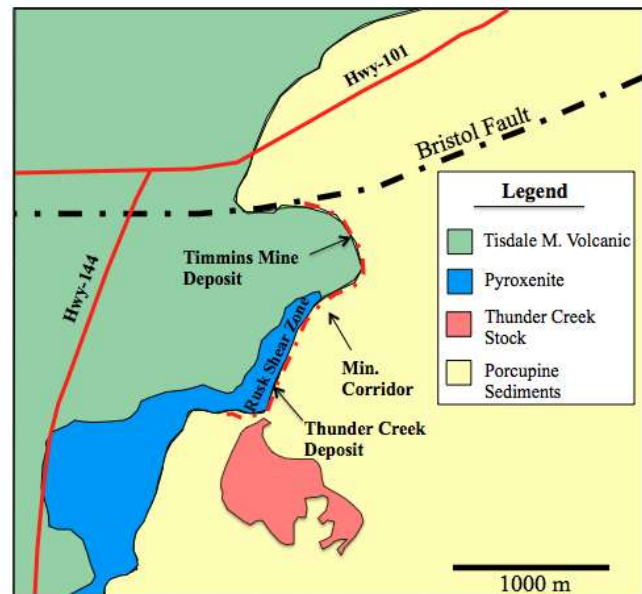 Hwy-101
Bristol Fault
Legend
Tisdale M. Volcanic
Pyroxenite
Thunder Creek
Stock
Porcupine
Sediments
Timmins Mine
Deposit
Hwy-144
Rusk Shear Zone
Min.
Corridor
Thunder Creek
Deposit
1000 m